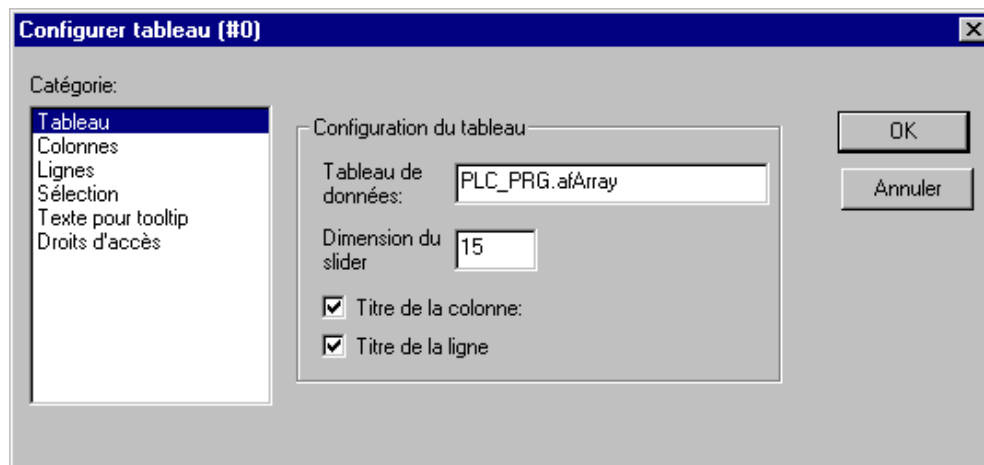 Configurer tableau (#0)
Catégorie:
Tableau
Colonnes
Lignes
Sélection
Texte pour tooltip
Droits d'accès
Configuration du tableau
Tableau de
données:
PLC_PRG.afArray
Dimension du
slider
15
Titre de la colonne:
Titre de la ligne
OK
Annuler